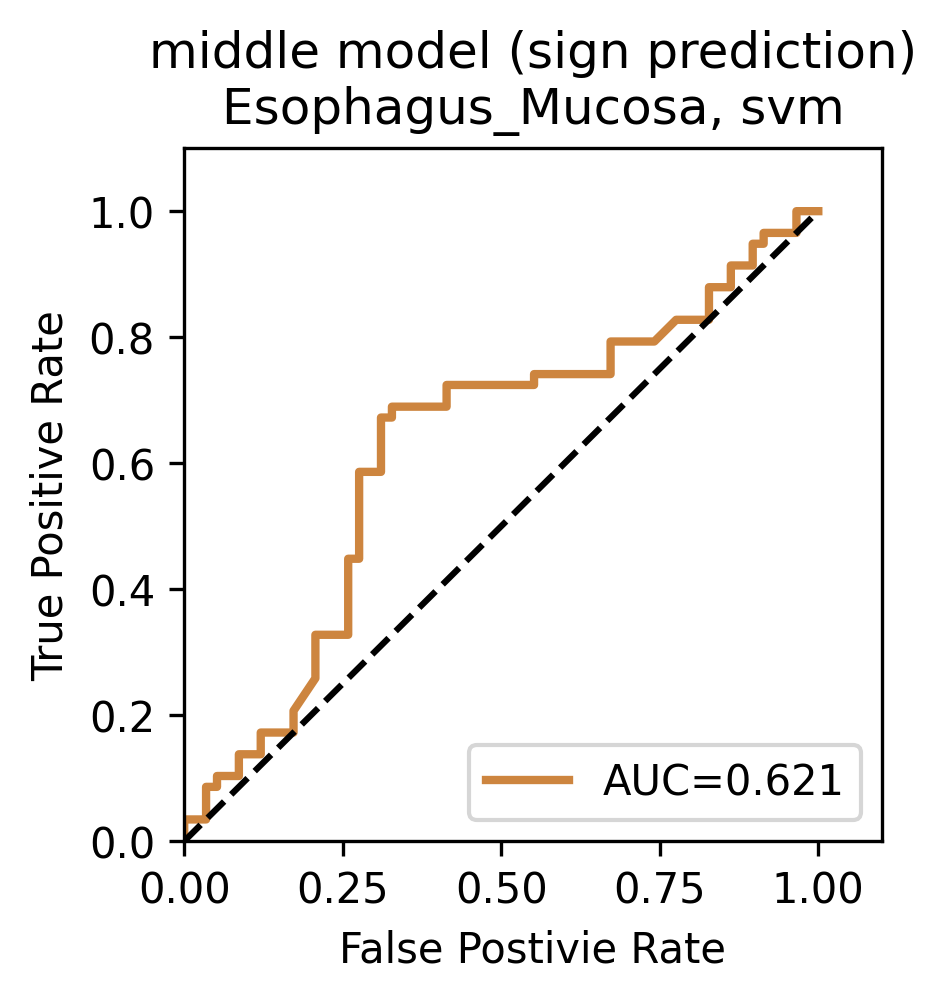 middle model (sign prediction)
Esophagus_Mucosa, svm
True Positive Rate
1.0
0.8
0.6
0.4
0.2
0.0
AUC=0.621
0.00 0.25 0.50 0.75 1.00
False Postivie Rate